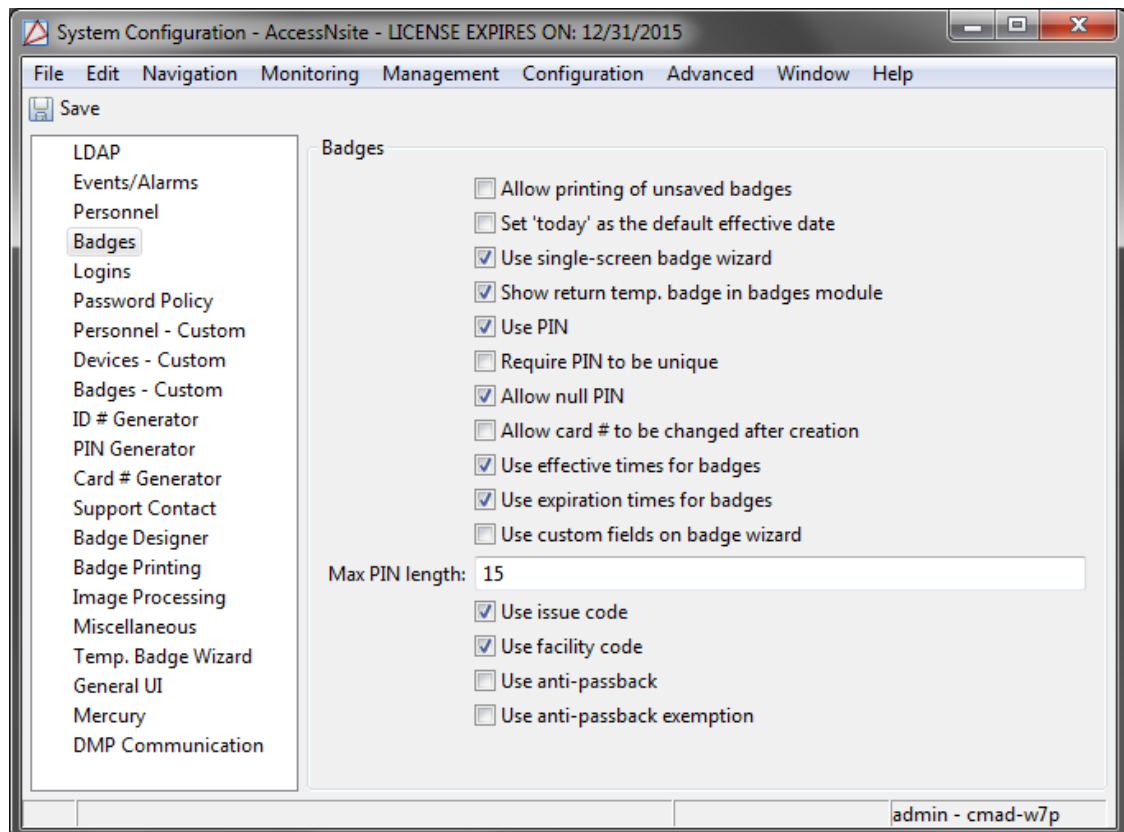 System Configuration - AccessNsite - LICENSE EXPIRES ON: 12/31/2015
File Edit Navigation Monitoring Management Configuration Advanced Window Help
Save
LDAP
Events/Alarms
Personnel
Badges
Logins
Password Policy
Personnel - Custom
Devices - Custom
Badges - Custom
ID # Generator
PIN Generator
Card # Generator
Support Contact
Badge Designer
Badge Printing
Image Processing
Miscellaneous
Temp. Badge Wizard
General UI
Mercury
DMP Communication
Badges
Allow printing of unsaved badges
Set 'today' as the default effective date
Use single-screen badge wizard
Show return temp. badge in badges module
Use PIN
Require PIN to be unique
Allow null PIN
Allow card # to be changed after creation
Use effective times for badges
Use expiration times for badges
Use custom fields on badge wizard
Max PIN length: 15
Use issue code
Use facility code
Use anti-passback
Use anti-passback exemption
admin - cmad-w7p